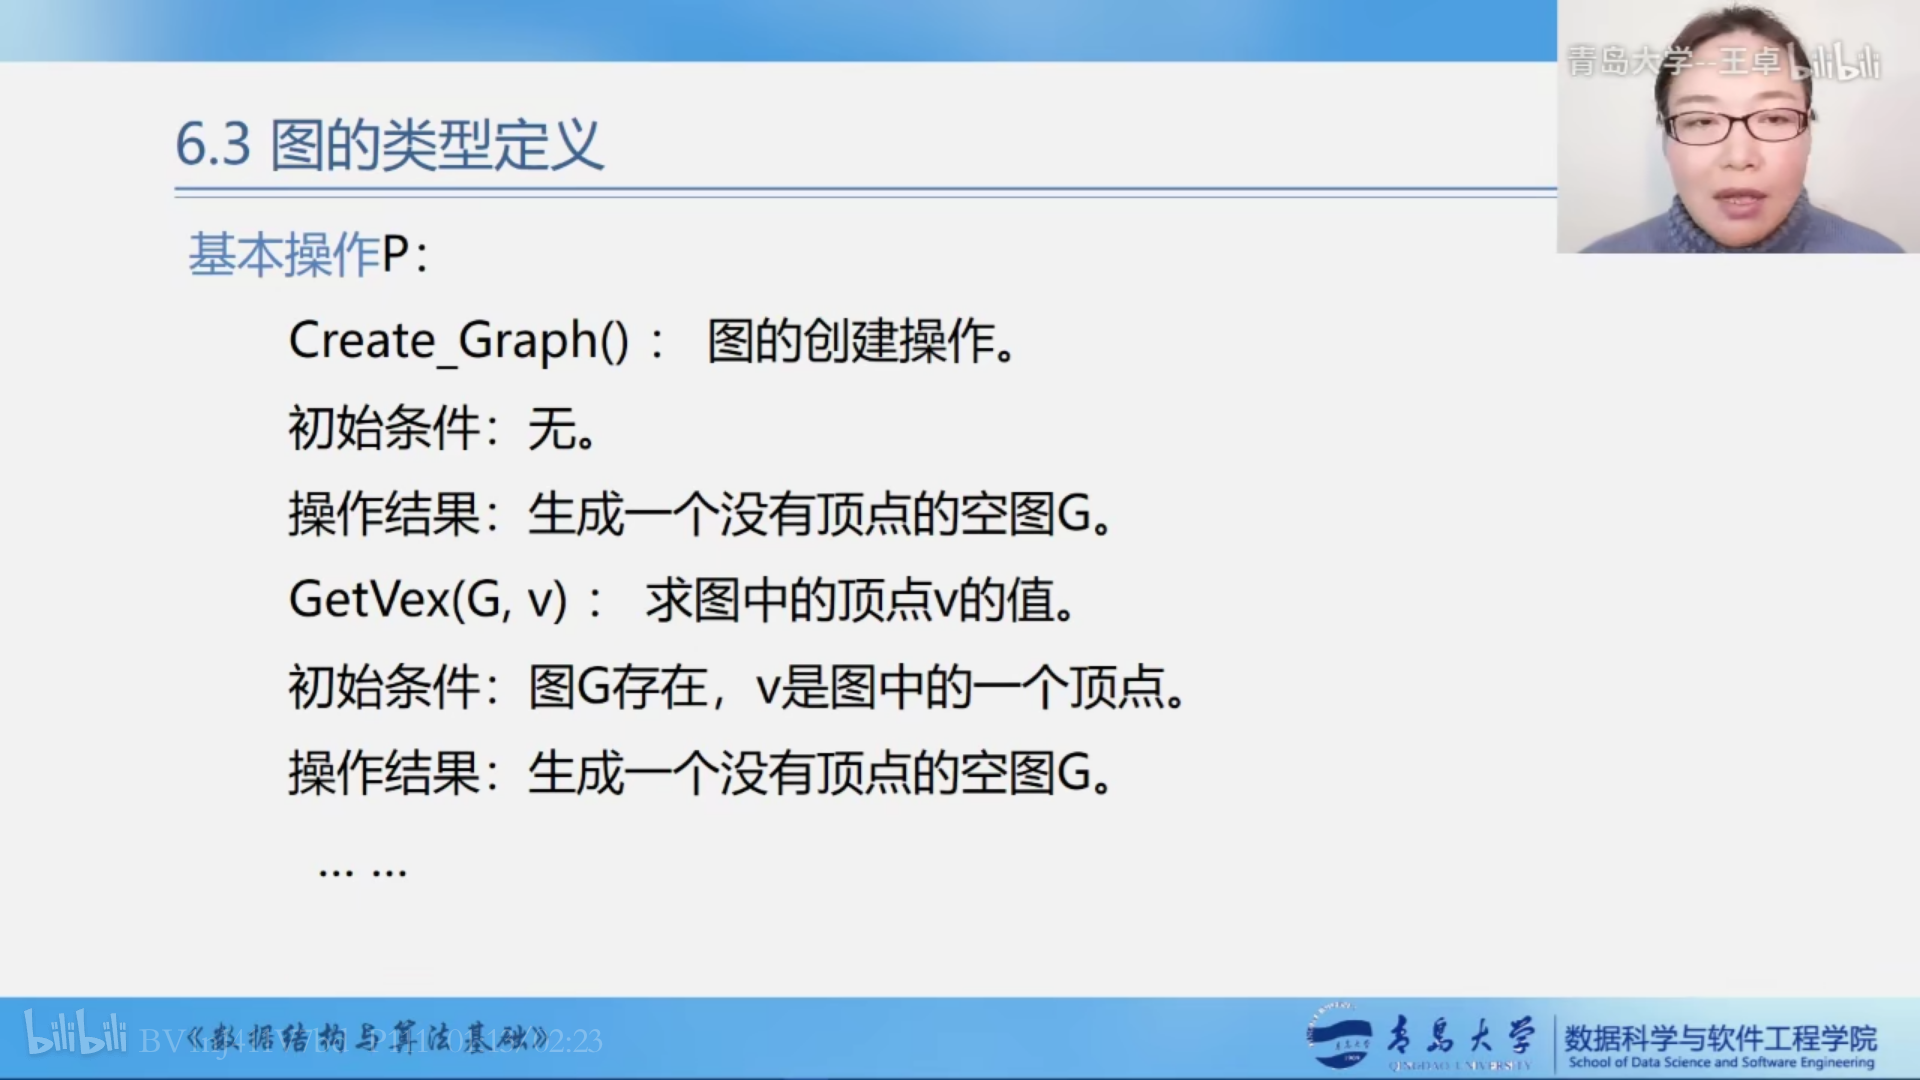 青岛大学--王卓 bilibili
6.3 图的类型定义
基本操作P：
Create_Graph() ： 图的创建操作。
初始条件：无。
操作结果：生成一个没有顶点的空图G。
GetVex(G, v) ： 求图中的顶点v的值。
初始条件：图G存在，v是图中的一个顶点。
操作结果：生成一个没有顶点的空图G。
... ...
bilibili
《数据结构与算法基础》
青岛大学
QINGDAO UNIVERSITY
数据科学与软件工程学院
School of Data Science and Software Engineering